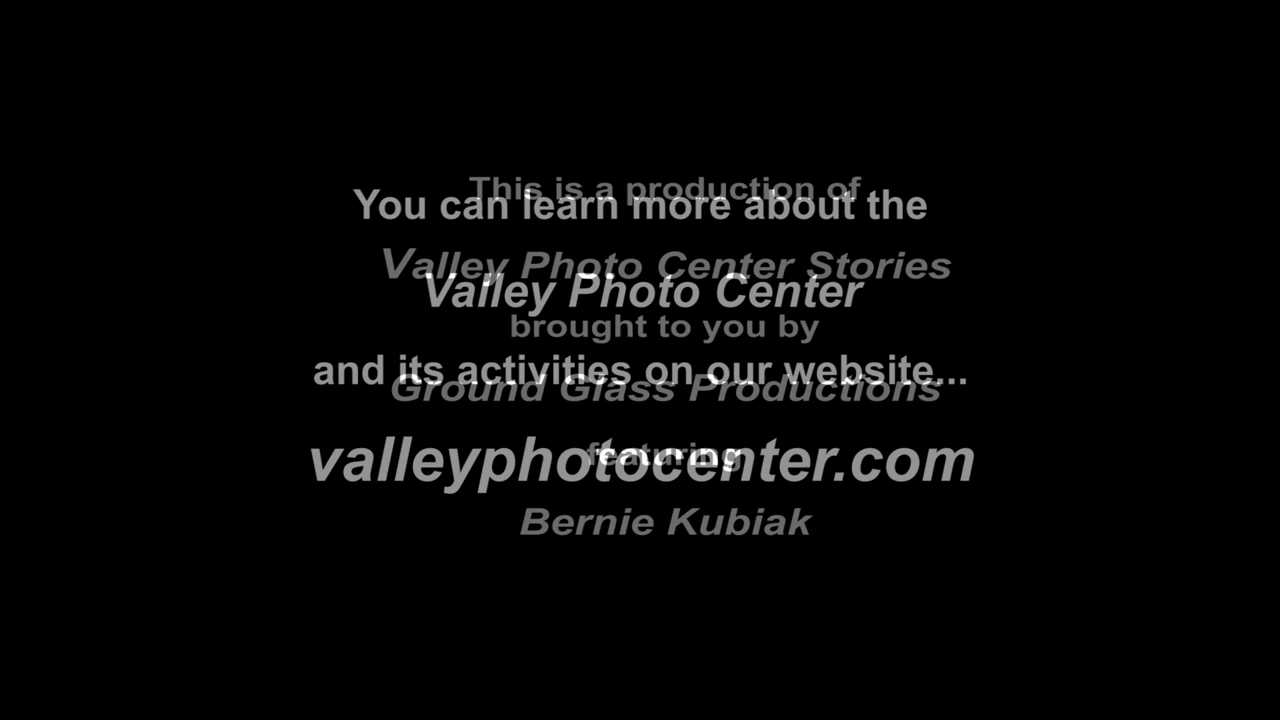 This is a production of
You can learn more about the
Valley Photo Center Stories
Valley Photo Center
brought to you by
and its activities on our website...
Ground Glass Productions
featuring
valleyphotocenter.com
Bernie Kubiak